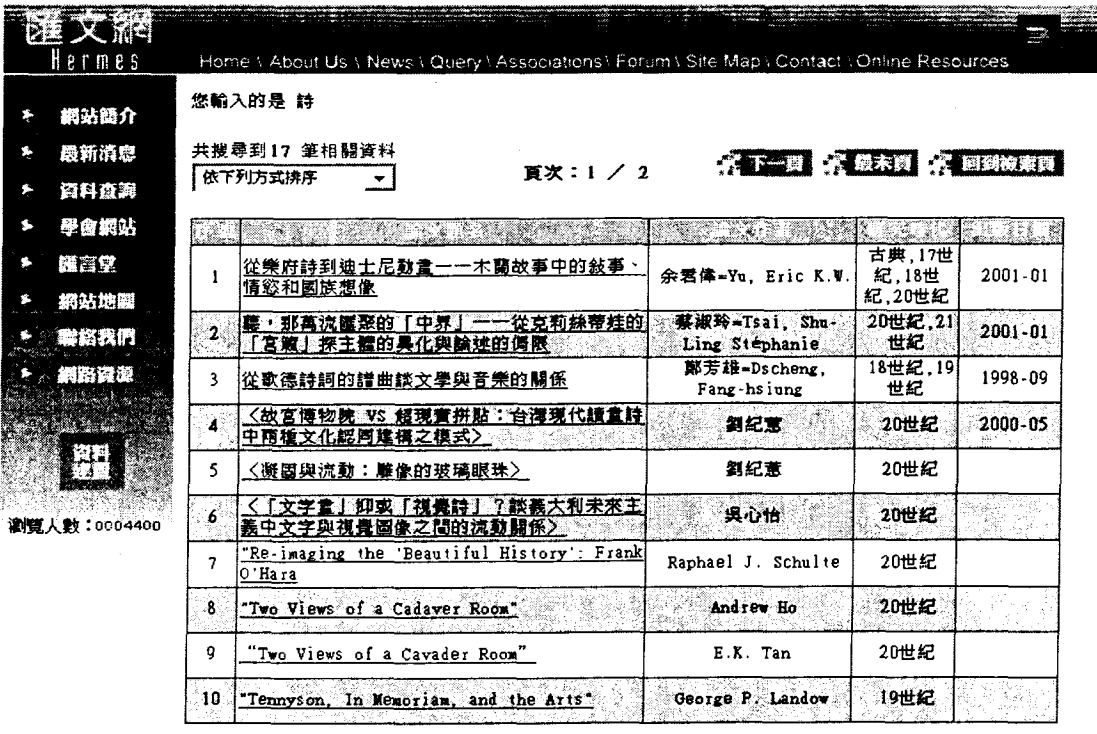 匯文網
Hermes
Home \ About Us \ News \ Query \ Associations \ Forum \ Site Map \ Contact \ Online Resources
網站簡介
最新消息
資料查詢
學會網站
匯言堂
網站地圖
聯絡我們
網路資源
資料
瀏覽人數：0004400
您輸入的是 詩
共搜尋到17 筆相關資料
依下列方式排序
頁次：1 ／ 2
下一頁
最末頁
回到檢索頁
1
從樂府詩到迪士尼動畫——木蘭故事中的敘事、
情慾和國族想像
余君偉=Yu, Eric K.W.
古典,17世
紀,18世
紀,20世紀
2001-01
2
聽，那萬流匯聚的「中界」——從克莉絲蒂娃的
「宮籟」探主體的異化與論述的侷限
蔡淑玲=Tsai, Shu-
Ling Stéphanie
20世紀,21
世紀
2001-01
3
從歌德詩詞的譜曲談文學與音樂的關係
鄭芳雄=Dscheng,
Fang-hsiung
18世紀,19
世紀
1998-09
4
〈故宮博物院 VS 超現實拼貼：台灣現代讀畫詩
中兩種文化認同建構之模式〉
劉紀蕙
20世紀
2000-05
5
〈凝固與流動：雕像的玻璃眼珠〉
劉紀蕙
20世紀
6
〈「文字畫」抑或「視覺詩」？談義大利未來主
義中文字與視覺圖像之間的流動關係〉
吳心怡
20世紀
7
"Re-imaging the 'Beautiful History': Frank
O'Hara
Raphael J. Schulte
20世紀
8
"Two Views of a Cadaver Room"
Andrew Ho
20世紀
9
“Two Views of a Cavader Room”
E.K. Tan
20世紀
10
"Tennyson, In Memoriam, and the Arts"
George P. Landow
19世紀